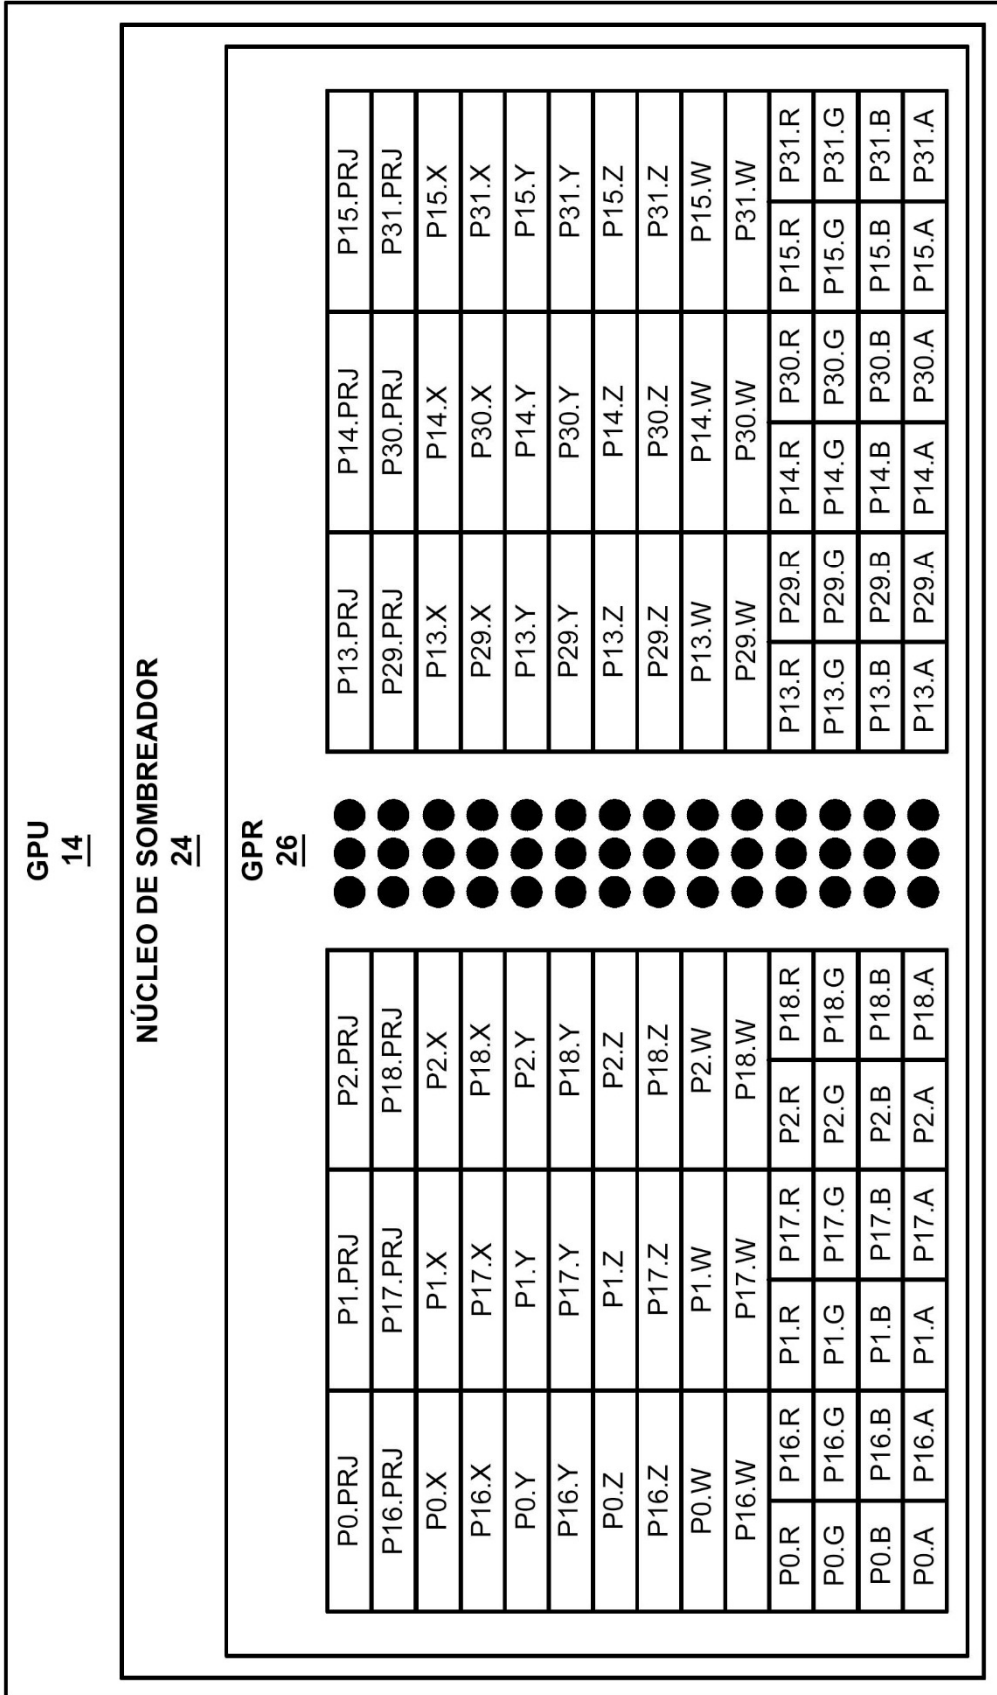 GPU
14
NÚCLEO DE SOMBREADOR
24
GPR
26
P0.PRJ P1.PRJ P2.PRJ P13.PRJ P14.PRJ P15.PRJ
P16.PRJ P17.PRJ P18.PRJ P29.PRJ P30.PRJ P31.PRJ
P0.X P1.X P2.X P13.X P14.X P15.X
P16.X P17.X P18.X P29.X P30.X P31.X
P0.Y P1.Y P2.Y P13.Y P14.Y P15.Y
P16.Y P17.Y P18.Y P29.Y P30.Y P31.Y
P0.Z P1.Z P2.Z P13.Z P14.Z P15.Z
P16.Z P17.Z P18.Z P29.Z P30.Z P31.Z
P0.W P1.W P2.W P13.W P14.W P15.W
P16.W P17.W P18.W P29.W P30.W P31.W
P0.R P16.R P1.R P17.R P2.R P18.R P13.R P29.R P14.R P30.R P15.R P31.R
P0.G P16.G P1.G P17.G P2.G P18.G P13.G P29.G P14.G P30.G P15.G P31.G
P0.B P16.B P1.B P17.B P2.B P18.B P13.B P29.B P14.B P30.B P15.B P31.B
P0.A P16.A P1.A P17.A P2.A P18.A P13.A P29.A P14.A P30.A P15.A P31.A